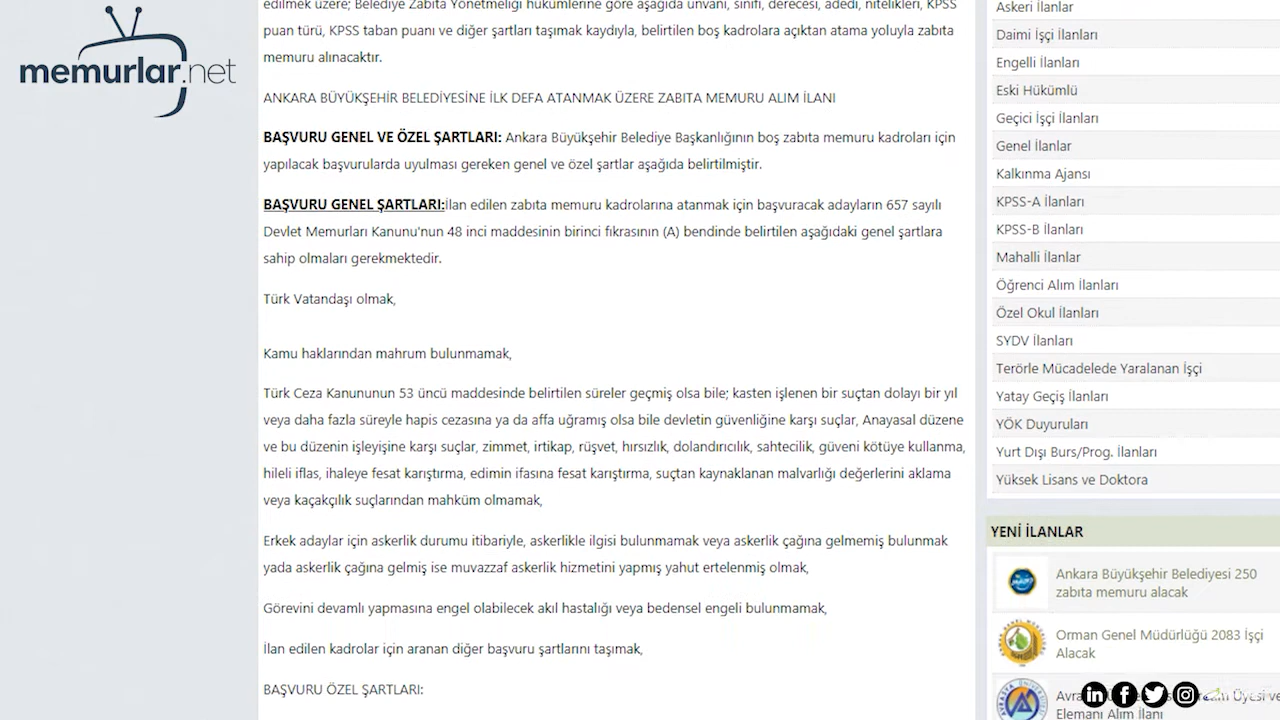 memurlar.net
edilmek üzere; Belediye Zabıta Yönetmeliği hükümlerine göre aşağıda unvanı, sınıfı, derecesi, adedi, nitelikleri, KPSS
puan türü, KPSS taban puanı ve diğer şartları taşımak kaydıyla, belirtilen boş kadrolara açıktan atama yoluyla zabıta
memuru alınacaktır.
ANKARA BÜYÜKŞEHİR BELEDİYESİNE İLK DEFA ATANMAK ÜZERE ZABITA MEMURU ALIM İLANI
BAŞVURU GENEL VE ÖZEL ŞARTLARI: Ankara Büyükşehir Belediye Başkanlığının boş zabıta memuru kadroları için
yapılacak başvurularda uyulması gereken genel ve özel şartlar aşağıda belirtilmiştir.
BAŞVURU GENEL ŞARTLARI:İlan edilen zabıta memuru kadrolarına atanmak için başvuracak adayların 657 sayılı
Devlet Memurları Kanunu'nun 48 inci maddesinin birinci fıkrasının (A) bendinde belirtilen aşağıdaki genel şartlara
sahip olmaları gerekmektedir.
Türk Vatandaşı olmak,
Kamu haklarından mahrum bulunmamak,
Türk Ceza Kanununun 53 üncü maddesinde belirtilen süreler geçmiş olsa bile; kasten işlenen bir suçtan dolayı bir yıl
veya daha fazla süreyle hapis cezasına ya da affa uğramış olsa bile devletin güvenliğine karşı suçlar, Anayasal düzene
ve bu düzenin işleyişine karşı suçlar, zimmet, irtikap, rüşvet, hırsızlık, dolandırıcılık, sahtecilik, güveni kötüye kullanma,
hileli iflas, ihaleye fesat karıştırma, edimin ifasına fesat karıştırma, suçtan kaynaklanan malvarlığı değerlerini aklama
veya kaçakçılık suçlarından mahküm olmamak,
Erkek adaylar için askerlik durumu itibariyle, askerlikle ilgisi bulunmamak veya askerlik çağına gelmemiş bulunmak
yada askerlik çağına gelmiş ise muvazzaf askerlik hizmetini yapmış yahut ertelenmiş olmak,
Görevini devamlı yapmasına engel olabilecek akıl hastalığı veya bedensel engeli bulunmamak,
İlan edilen kadrolar için aranan diğer başvuru şartlarını taşımak,
BAŞVURU ÖZEL ŞARTLARI:
Askeri İlanlar
Daimi İşçi İlanları
Engelli İlanları
Eski Hükümlü
Geçici İşçi İlanları
Genel İlanlar
Kalkınma Ajansı
KPSS-A İlanları
KPSS-B İlanları
Mahalli İlanlar
Öğrenci Alım İlanları
Özel Okul İlanları
SYDV İlanları
Terörle Mücadelede Yaralanan İşçi
Yatay Geçiş İlanları
YÖK Duyuruları
Yurt Dışı Burs/Prog. İlanları
Yüksek Lisans ve Doktora
YENİ İLANLAR
Ankara Büyükşehir Belediyesi 250
zabıta memuru alacak
Orman Genel Müdürlüğü 2083 İşçi
Alacak
Üyesi ve
Elemanı Alım İlanı